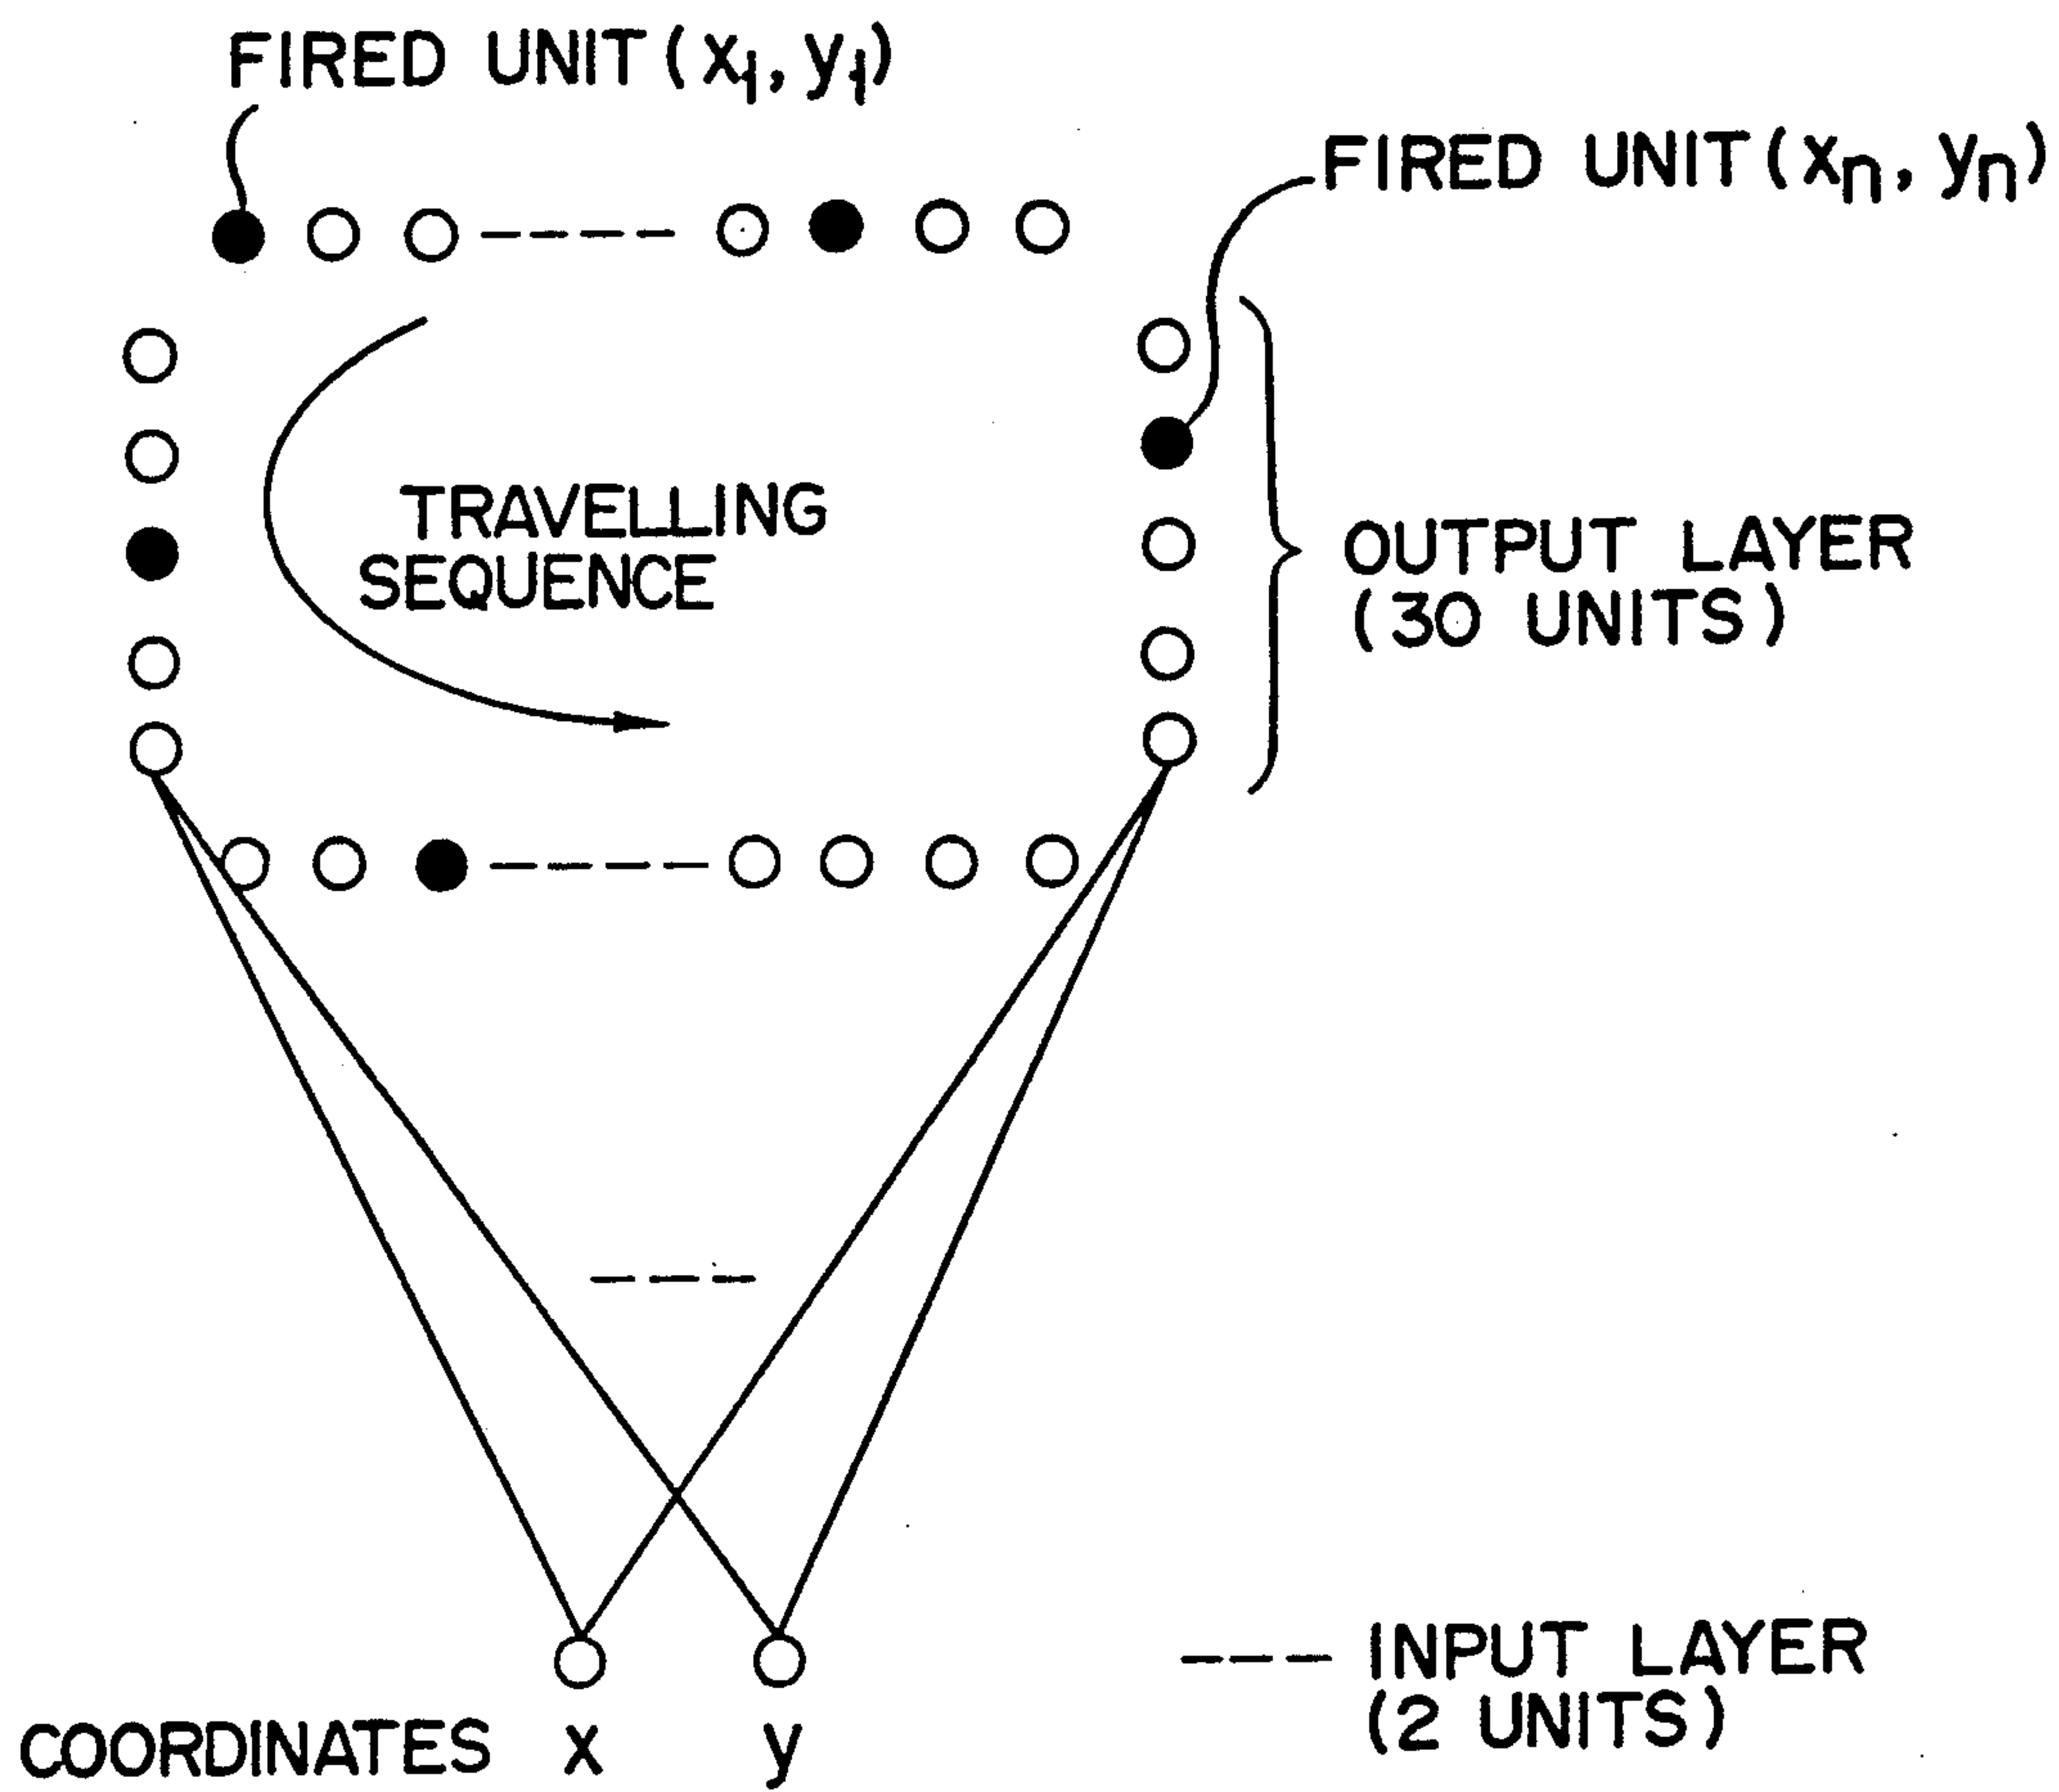 FIRED UNIT (x₁, y₁)
FIRED UNIT (xₙ, yₙ)
TRAVELLING
SEQUENCE
OUTPUT LAYER
(30 UNITS)
INPUT LAYER
(2 UNITS)
COORDINATES x y